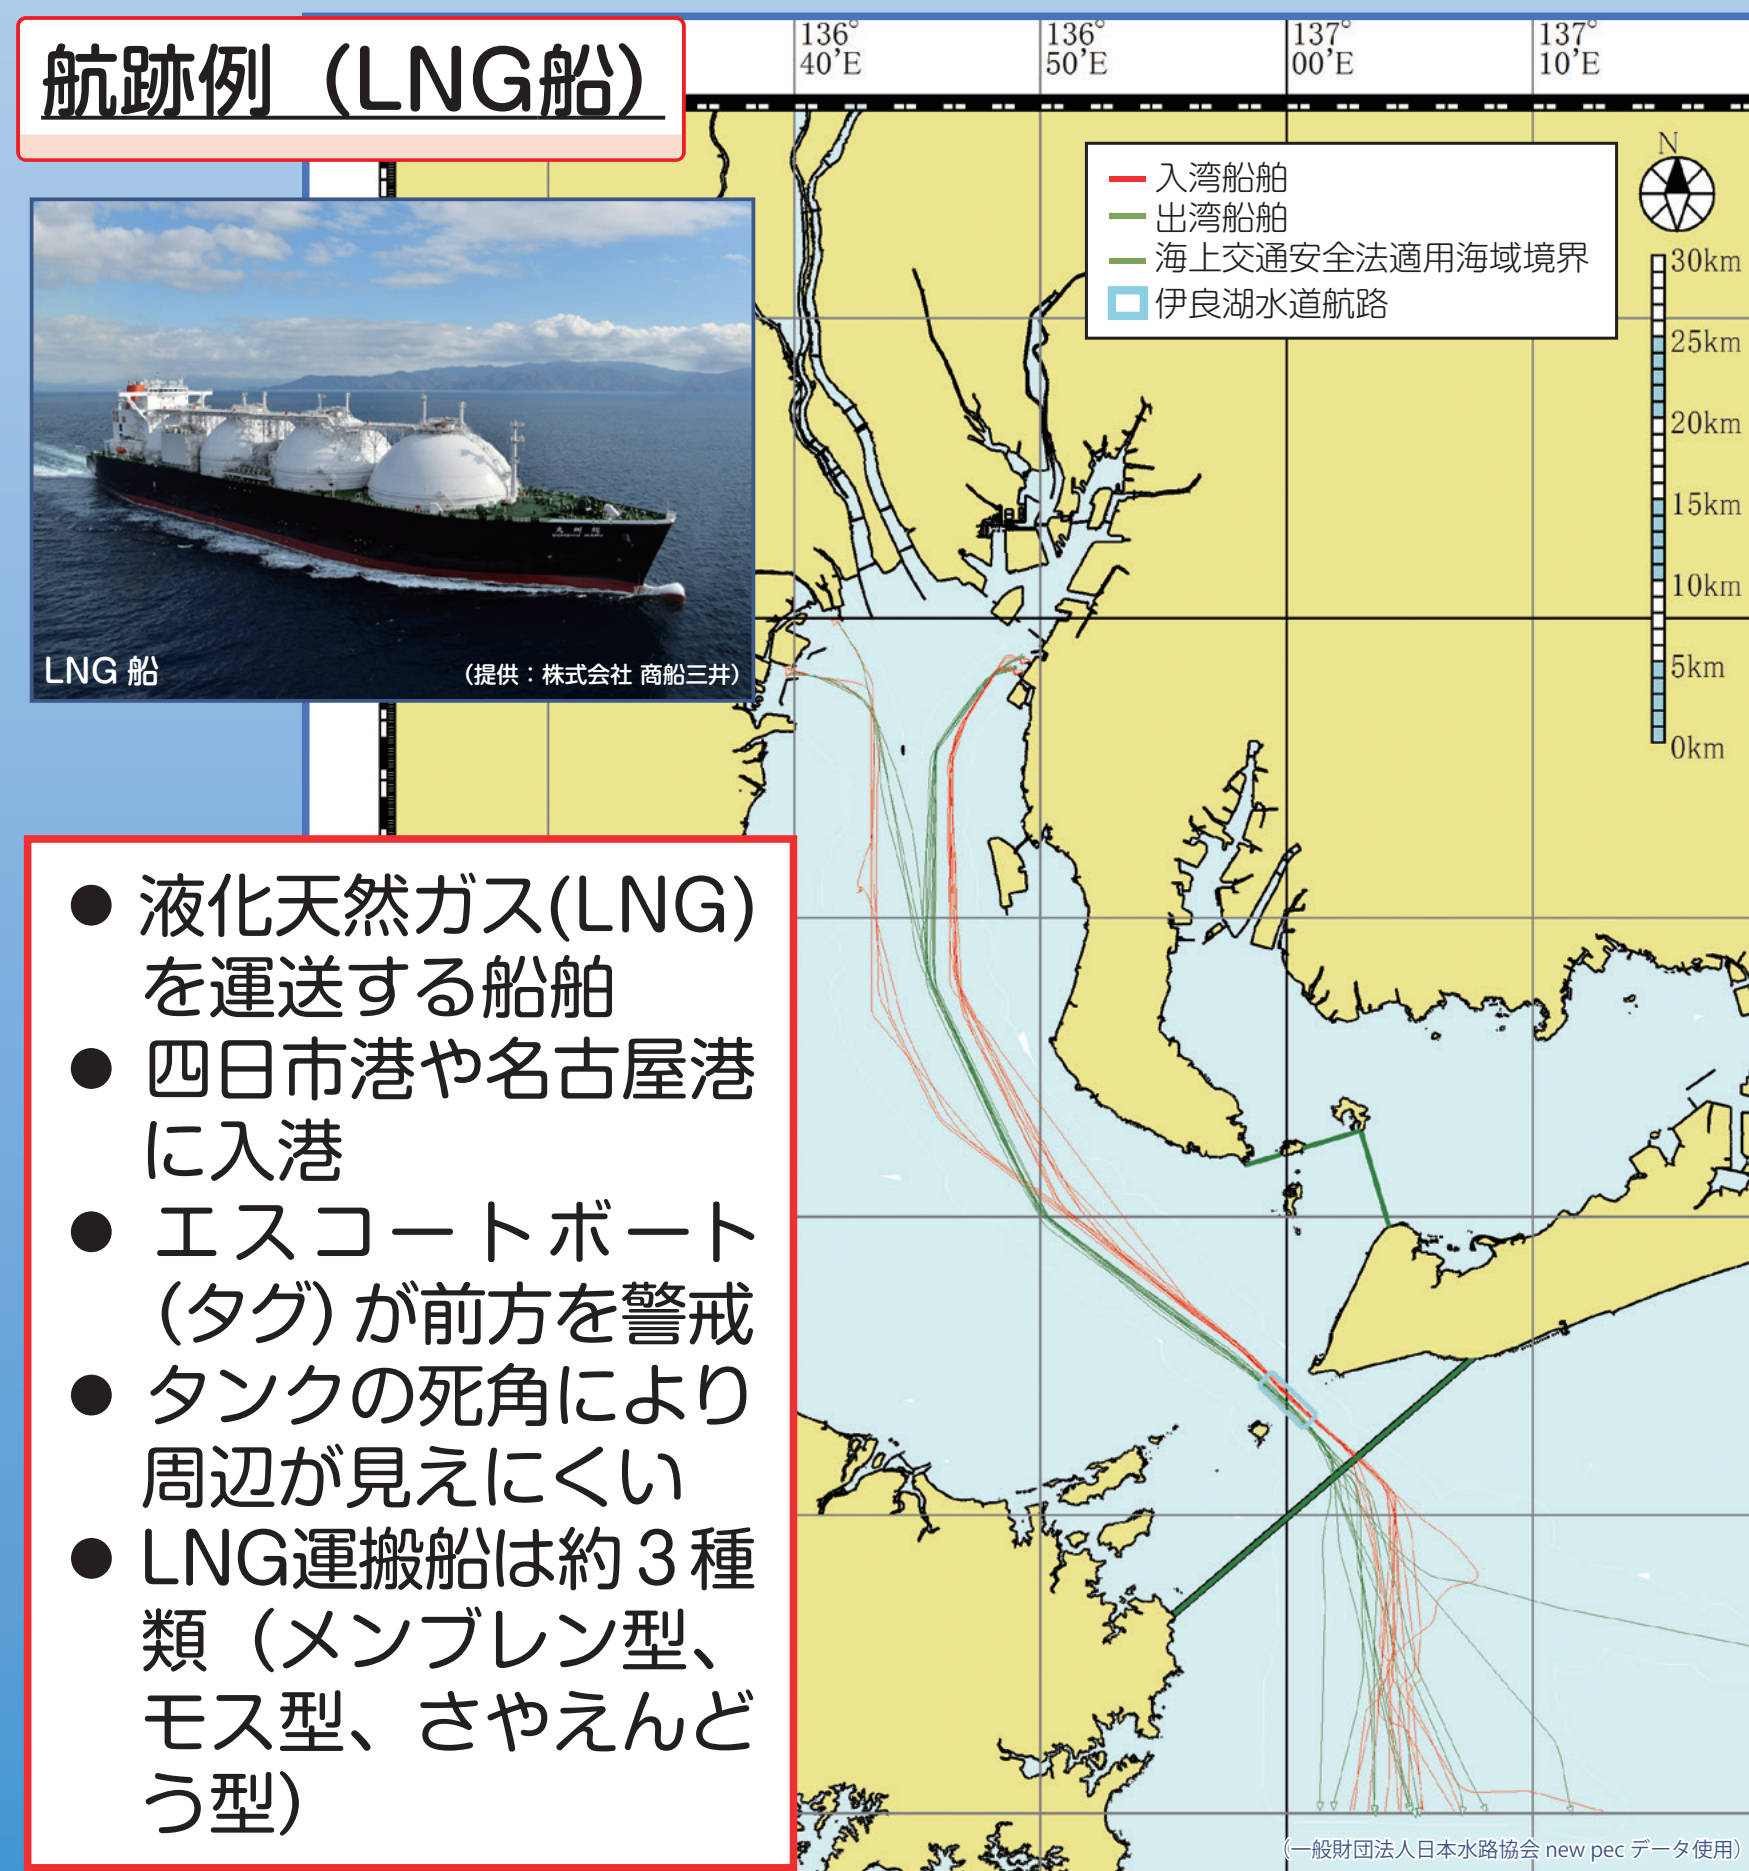 航跡例（LNG船）
136°
40’E
136°
50’E
137°
00’E
137°
10’E
入湾船舶
出湾船舶
海上交通安全法適用海域境界
伊良湖水道航路
N
30km
25km
20km
15km
10km
5km
0km
LNG 船
（提供：株式会社 商船三井）
● 液化天然ガス(LNG)
を運送する船舶
● 四日市港や名古屋港
に入港
● エスコートボート
（タグ）が前方を警戒
● タンクの死角により
周辺が見えにくい
● LNG運搬船は約３種
類（メンブレン型、
モス型、さやえんど
う型）
（一般財団法人日本水路協会 new pec データ使用）